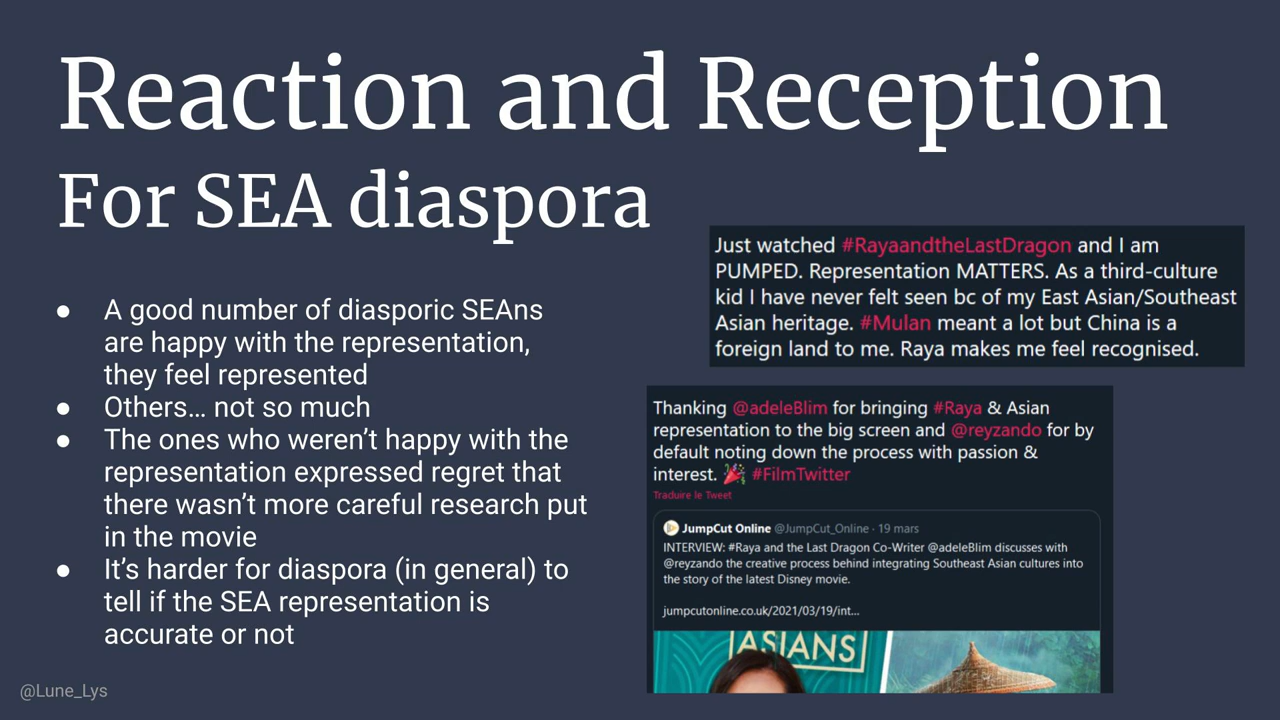 Reaction and Reception
For SEA diaspora
● A good number of diasporic SEAns
are happy with the representation,
they feel represented
● Others… not so much
● The ones who weren’t happy with the
representation expressed regret that
there wasn’t more careful research put
in the movie
● It’s harder for diaspora (in general) to
tell if the SEA representation is
accurate or not
Just watched #RayaandtheLastDragon and I am
PUMPED. Representation MATTERS. As a third-culture
kid I have never felt seen bc of my East Asian/Southeast
Asian heritage. #Mulan meant a lot but China is a
foreign land to me. Raya makes me feel recognised.
Thanking @adeleBlim for bringing #Raya & Asian
representation to the big screen and @reyzando for by
default noting down the process with passion &
interest. 🎉 #FilmTwitter
Traduire le Tweet
JumpCut Online @JumpCut_Online · 19 mars
INTERVIEW: #Raya and the Last Dragon Co-Writer @adeleBlim discusses with
@reyzando the creative process behind integrating Southeast Asian cultures into
the story of the latest Disney movie.
jumpcutonline.co.uk/2021/03/19/int...
ASIANS
@Lune_Lys